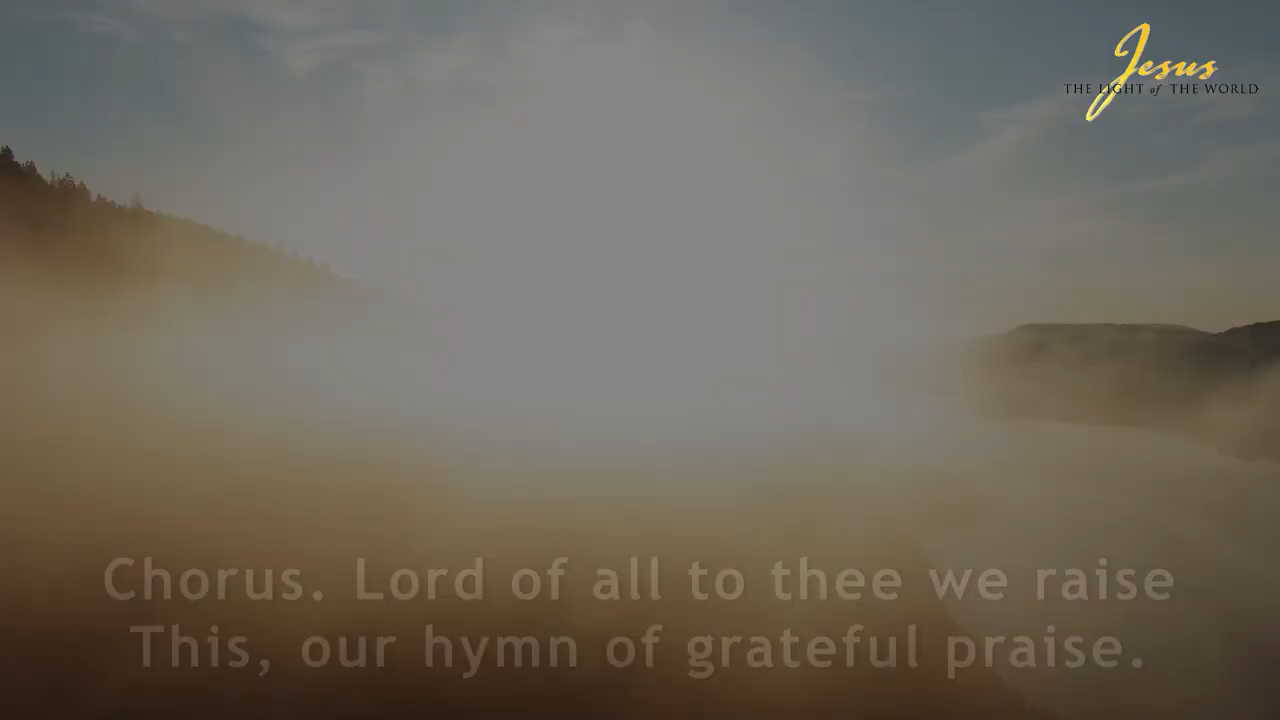 Jesus
THE LIGHT of THE WORLD
Chorus. Lord of all to thee we raise
This, our hymn of grateful praise.